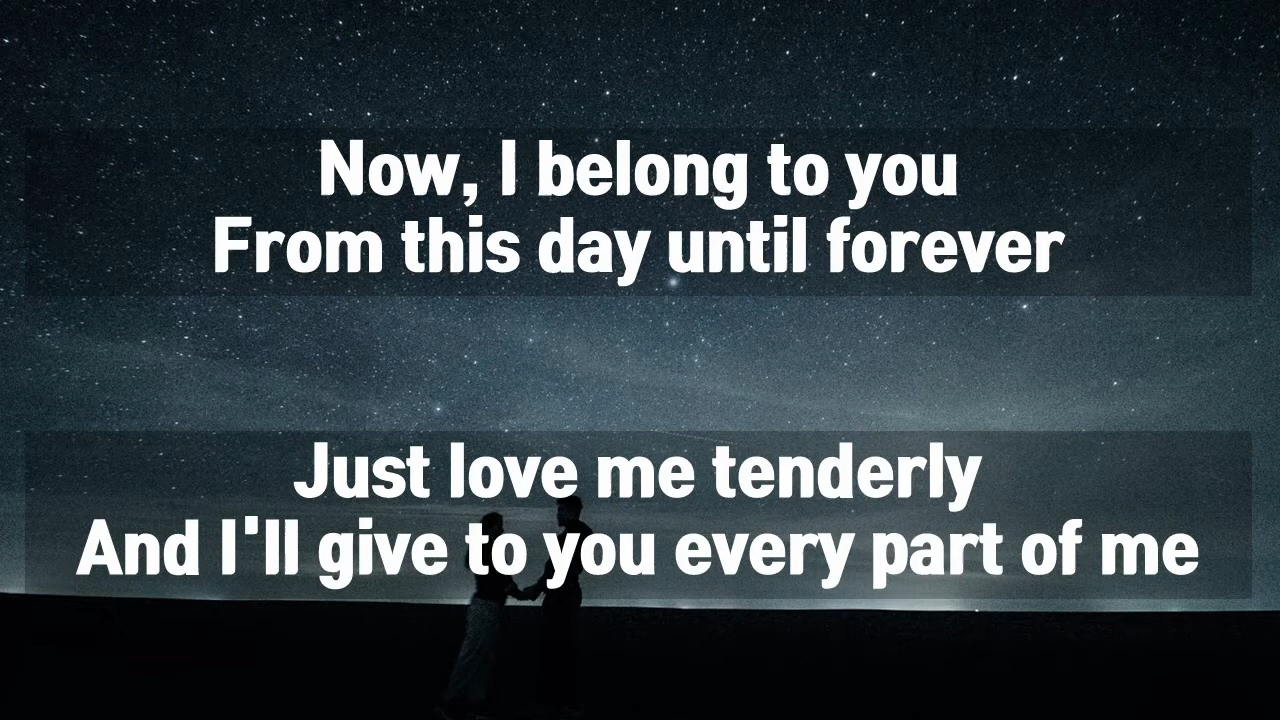 Now, I belong to you
From this day until forever
Just love me tenderly
And I'll give to you every part of me